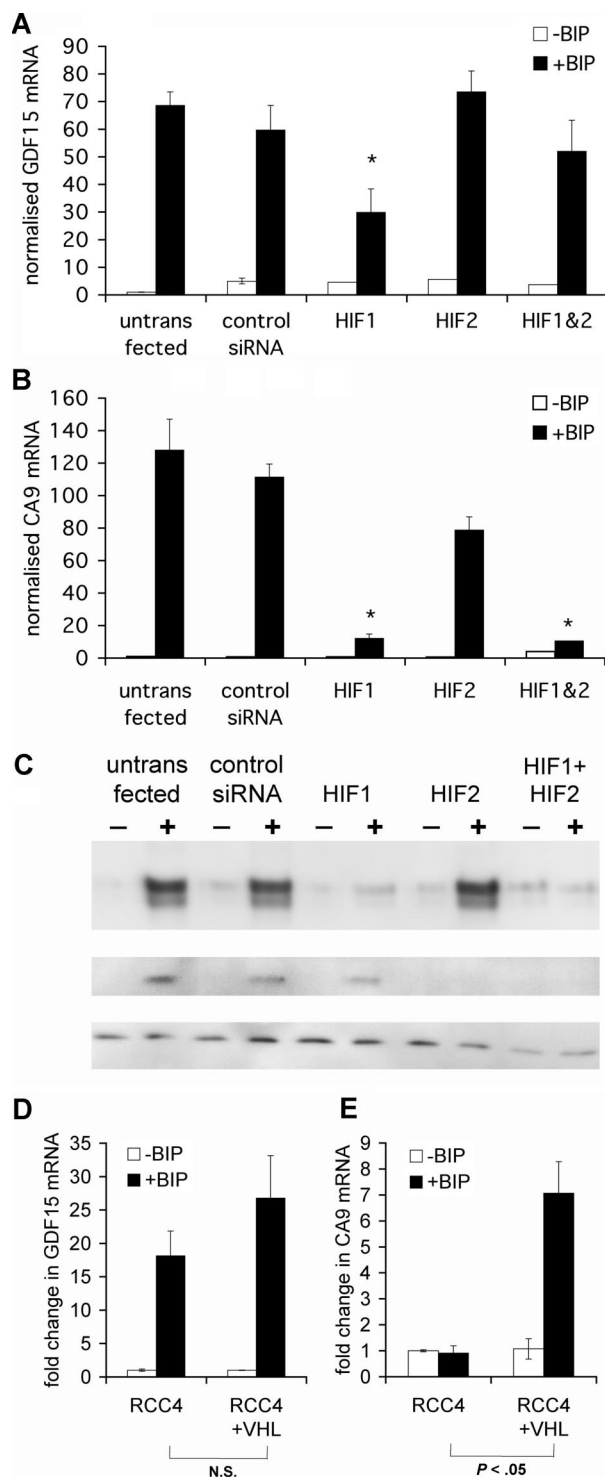 A
normalised GDF15 mRNA
90
80
70
60
50
40
30
20
10
0
-BIP
+BIP
*
untrans control HIF1 HIF2 HIF1&2
fected siRNA
B
normalised CA9 mRNA
160
140
120
100
80
60
40
20
0
-BIP
+BIP
* *
untrans control HIF1 HIF2 HIF1&2
fected siRNA
C
untrans control HIF1 HIF2 HIF1+
fected siRNA HIF2
– + – + – + – + – +
D
fold change in GDF15 mRNA
35
30
25
20
15
10
5
0
-BIP
+BIP
RCC4 RCC4
+VHL
N.S.
E
fold change in CA9 mRNA
9
8
7
6
5
4
3
2
1
0
-BIP
+BIP
RCC4 RCC4
+VHL
P < .05